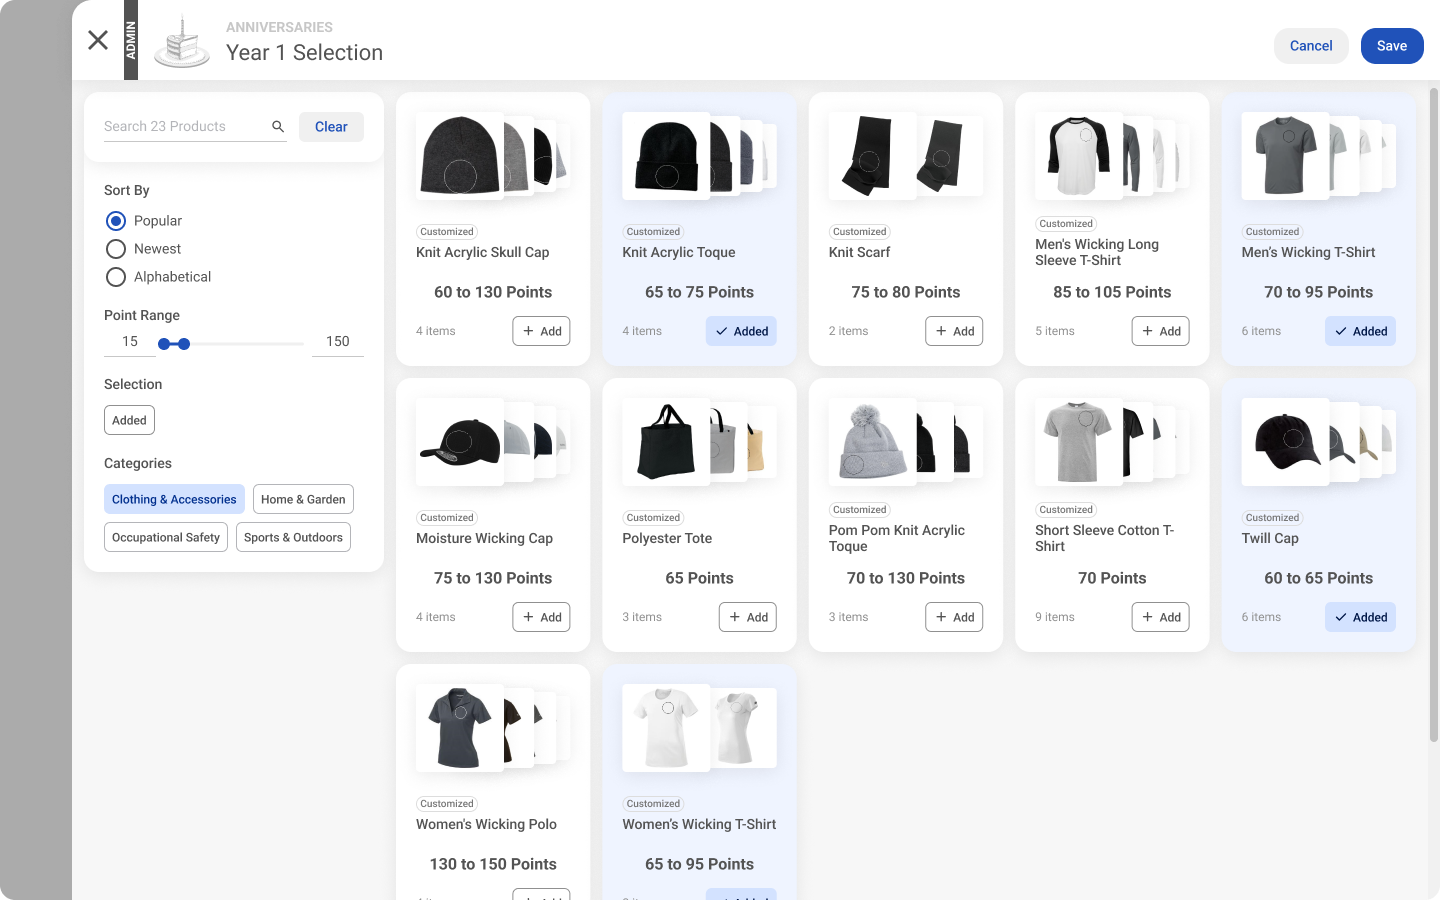 ADMIN
ANNIVERSARIES
Year 1 Selection
Cancel
Save
Search 23 Products
Clear
Sort By
Popular
Newest
Alphabetical
Point Range
15
150
Selection
Added
Categories
Clothing & Accessories
Home & Garden
Occupational Safety
Sports & Outdoors
Customized
Knit Acrylic Skull Cap
60 to 130 Points
4 items
Add
Customized
Knit Acrylic Toque
65 to 75 Points
4 items
Added
Customized
Knit Scarf
75 to 80 Points
2 items
Add
Customized
Men's Wicking Long
Sleeve T-Shirt
85 to 105 Points
5 items
Add
Customized
Men's Wicking T-Shirt
70 to 95 Points
6 items
Added
Customized
Moisture Wicking Cap
75 to 130 Points
4 items
Add
Customized
Polyester Tote
65 Points
3 items
Add
Customized
Pom Pom Knit Acrylic
Toque
70 to 130 Points
3 items
Add
Customized
Short Sleeve Cotton T-
Shirt
70 Points
9 items
Add
Customized
Twill Cap
60 to 65 Points
6 items
Added
Customized
Women's Wicking Polo
130 to 150 Points
Customized
Women's Wicking T-Shirt
65 to 95 Points